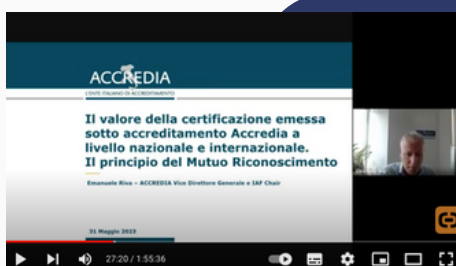 ACCREDIA
L'ENTE ITALIANO DI ACCREDITAMENTO
Il valore della certificazione emessa
sotto accreditamento Accredia a
livello nazionale e internazionale.
Il principio del Mutuo Riconoscimento
Emanuele Riva – ACCREDIA Vice Direttore Generale e IAF Chair
31 Maggio 2023
27:20 / 1:55:36